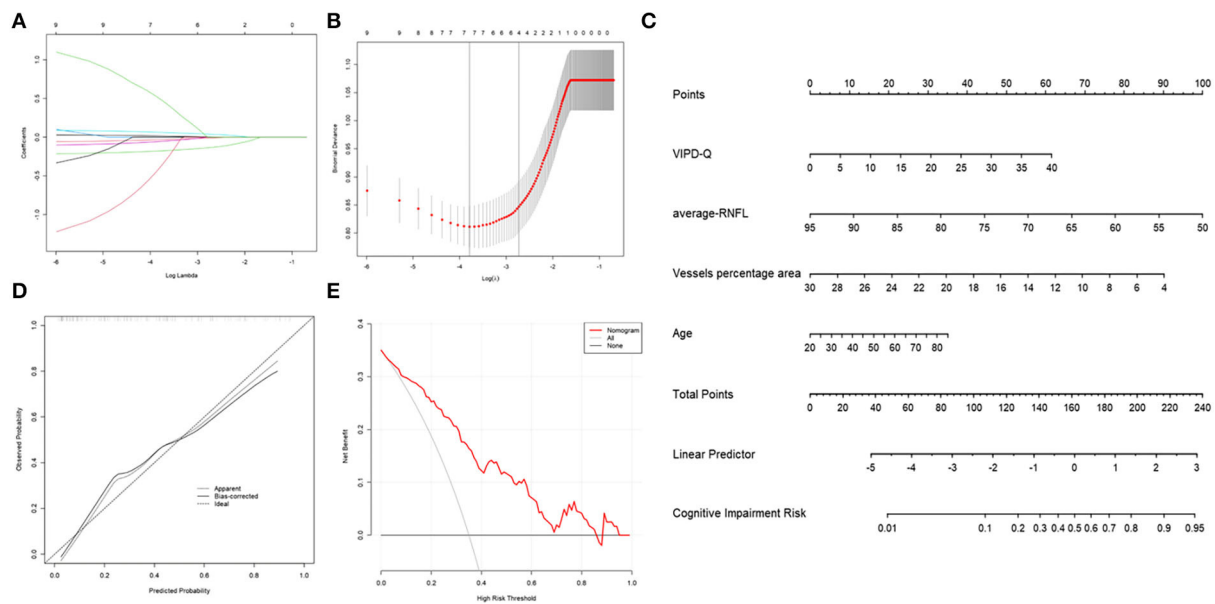 A
9 9 7 6 2 0
1.0
0.5
0.0
-0.5
-1.0
Coefficients
-6 -5 -4 -3 -2 -1
Log Lambda
B
9 9 8 8 7 7 7 7 7 6 6 6 4 4 2 2 2 1 1 0 0 0 0 0
1.10
1.05
1.00
0.95
0.90
0.85
0.80
Binomial Deviance
-6 -5 -4 -3 -2 -1
Log(λ)
C
Points
0 10 20 30 40 50 60 70 80 90 100
VIPD-Q
0 5 10 15 20 25 30 35 40
average-RNFL
95 90 85 80 75 70 65 60 55 50
Vessels percentage area
30 28 26 24 22 20 18 16 14 12 10 8 6 4
Age
20 30 40 50 60 70 80
Total Points
0 20 40 60 80 100 120 140 160 180 200 220 240
Linear Predictor
-5 -4 -3 -2 -1 0 1 2 3
Cognitive Impairment Risk
0.01 0.1 0.2 0.3 0.4 0.5 0.6 0.7 0.8 0.9 0.95
D
1.0
0.8
0.6
0.4
0.2
0.0
Observed Probability
Apparent
Bias-corrected
Ideal
0.0 0.2 0.4 0.6 0.8 1.0
Predicted Probability
E
0.4
0.3
0.2
0.1
0.0
Net Benefit
Nomogram
All
None
0.0 0.2 0.4 0.6 0.8 1.0
High Risk Threshold